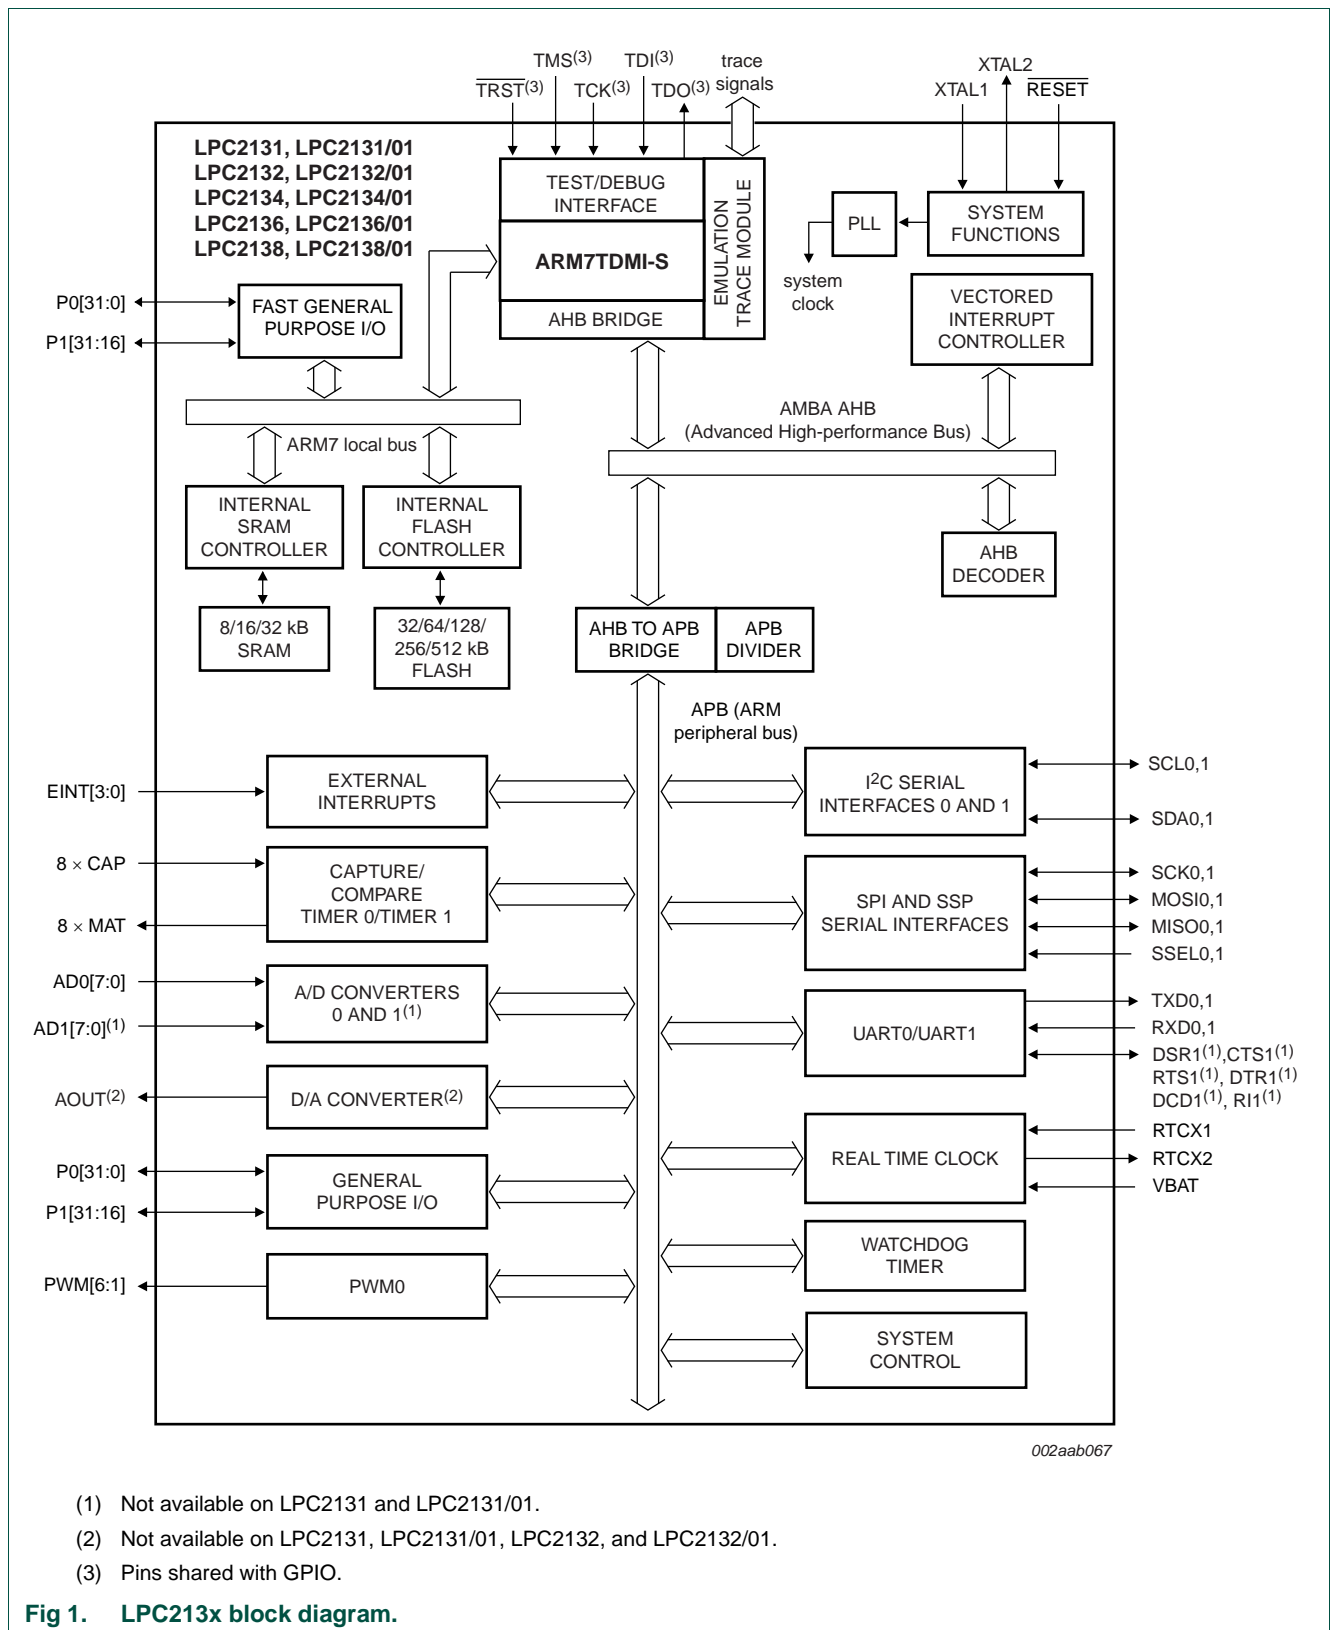 TMS(3)
TDI(3)
trace
signals
TRST(3)
TCK(3)
TDO(3)
XTAL2
XTAL1
RESET
LPC2131, LPC2131/01
LPC2132, LPC2132/01
LPC2134, LPC2134/01
LPC2136, LPC2136/01
LPC2138, LPC2138/01
TEST/DEBUG
INTERFACE
ARM7TDMI-S
AHB BRIDGE
EMULATION
TRACE MODULE
PLL
SYSTEM
FUNCTIONS
system
clock
VECTORED
INTERRUPT
CONTROLLER
P0[31:0]
P1[31:16]
FAST GENERAL
PURPOSE I/O
ARM7 local bus
AMBA AHB
(Advanced High-performance Bus)
INTERNAL
SRAM
CONTROLLER
INTERNAL
FLASH
CONTROLLER
AHB
DECODER
8/16/32 kB
SRAM
32/64/128/
256/512 kB
FLASH
AHB TO APB
BRIDGE
APB
DIVIDER
APB (ARM
peripheral bus)
EINT[3:0]
EXTERNAL
INTERRUPTS
8 × CAP
8 × MAT
CAPTURE/
COMPARE
TIMER 0/TIMER 1
AD0[7:0]
AD1[7:0](1)
A/D CONVERTERS
0 AND 1(1)
AOUT(2)
D/A CONVERTER(2)
P0[31:0]
P1[31:16]
GENERAL
PURPOSE I/O
PWM[6:1]
PWM0
I2C SERIAL
INTERFACES 0 AND 1
SCL0,1
SDA0,1
SPI AND SSP
SERIAL INTERFACES
SCK0,1
MOSI0,1
MISO0,1
SSEL0,1
UART0/UART1
TXD0,1
RXD0,1
DSR1(1),CTS1(1)
RTS1(1), DTR1(1)
DCD1(1), RI1(1)
REAL TIME CLOCK
RTCX1
RTCX2
VBAT
WATCHDOG
TIMER
SYSTEM
CONTROL
002aab067
(1) Not available on LPC2131 and LPC2131/01.
(2) Not available on LPC2131, LPC2131/01, LPC2132, and LPC2132/01.
(3) Pins shared with GPIO.
Fig 1. LPC213x block diagram.